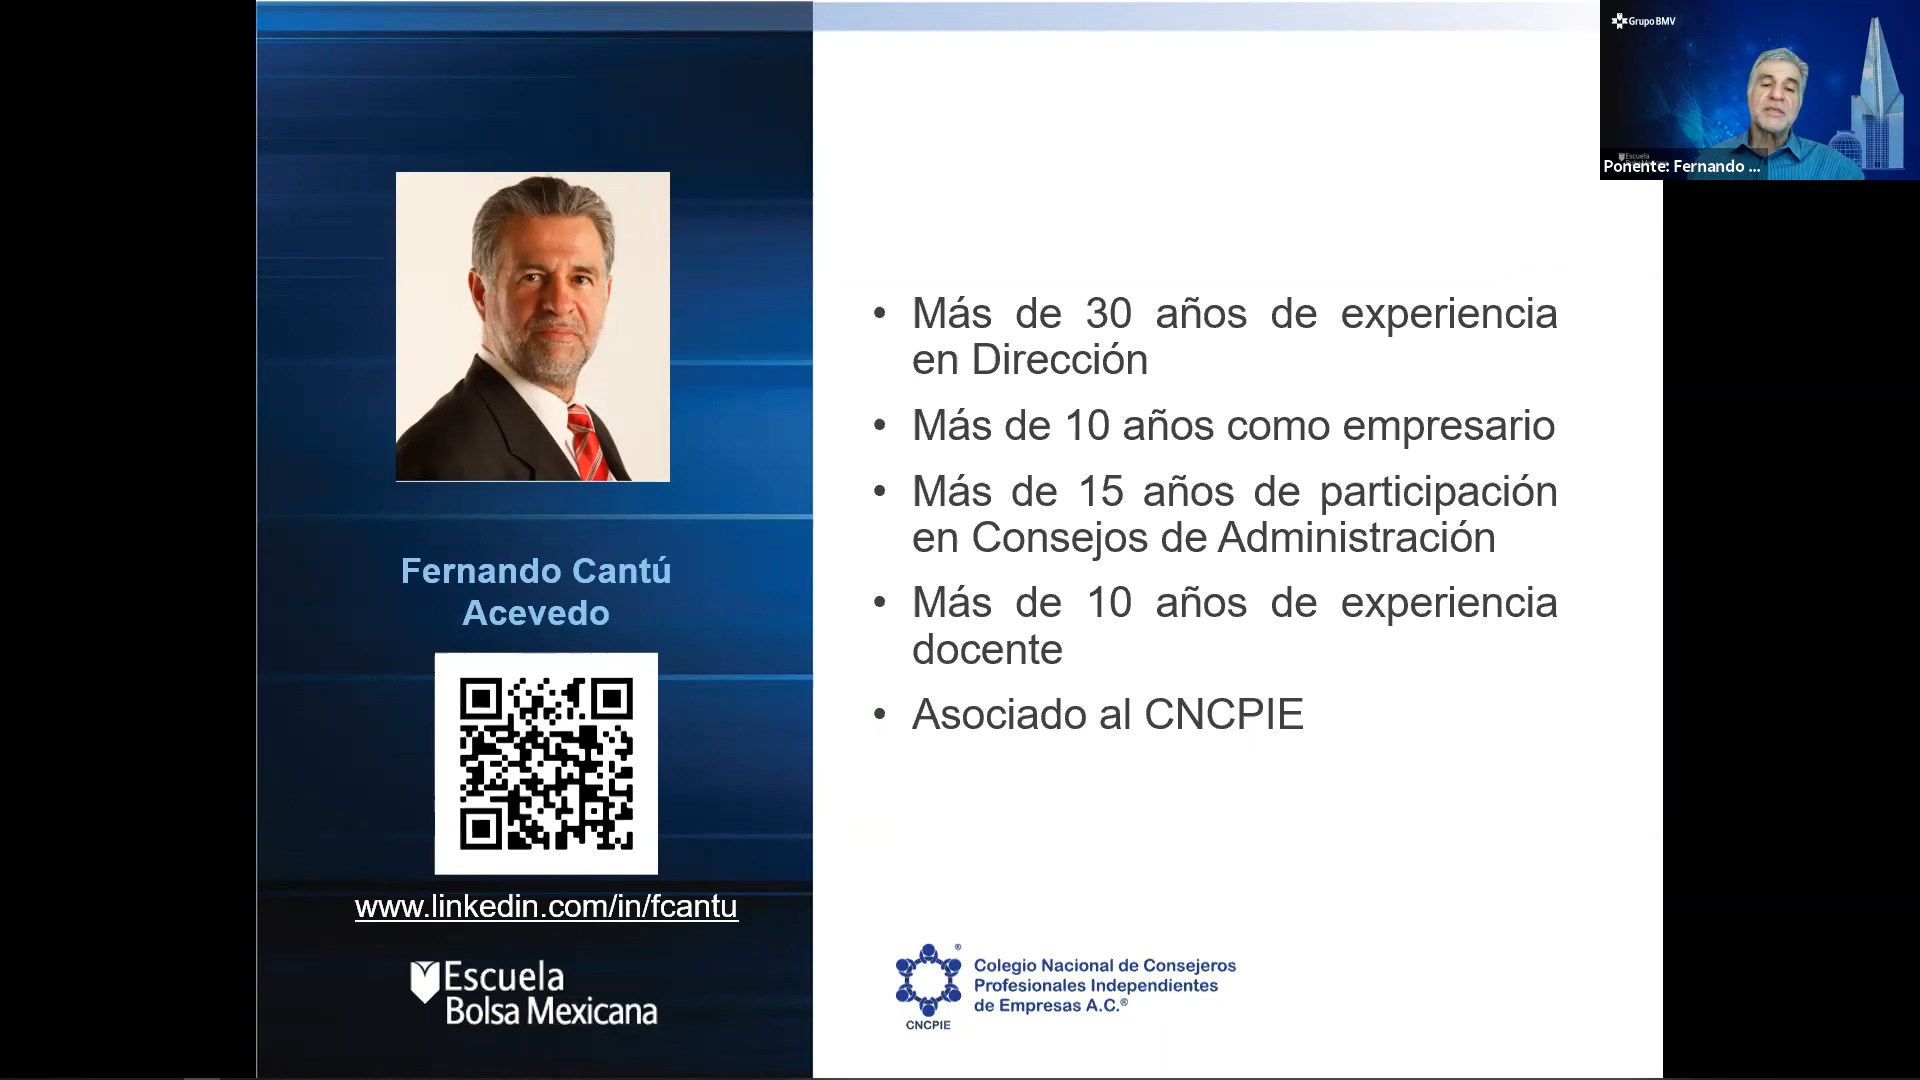 Fernando Cantú
Acevedo
www.linkedin.com/in/fcantu
Escuela
Bolsa Mexicana
• Más de 30 años de experiencia
en Dirección
• Más de 10 años como empresario
• Más de 15 años de participación
en Consejos de Administración
• Más de 10 años de experiencia
docente
• Asociado al CNCPIE
®
Colegio Nacional de Consejeros
Profesionales Independientes
de Empresas A.C.®
CNCPIE
Grupo BMV
Escuela
Ponente: Fernando ...